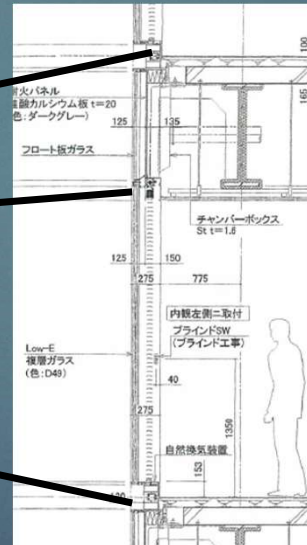 耐火パネル
珪酸カルシウム板 t=20
色：ダークグレー）
フロート板ガラス
100
165
125
135
チャンバーボックス
St t=1.6
125
150
275
775
内観左側ニ取付
ブラインドSW
（ブラインド工事）
Low-E
複層ガラス
（色：D49）
40
275
1350
自然換気装置
153